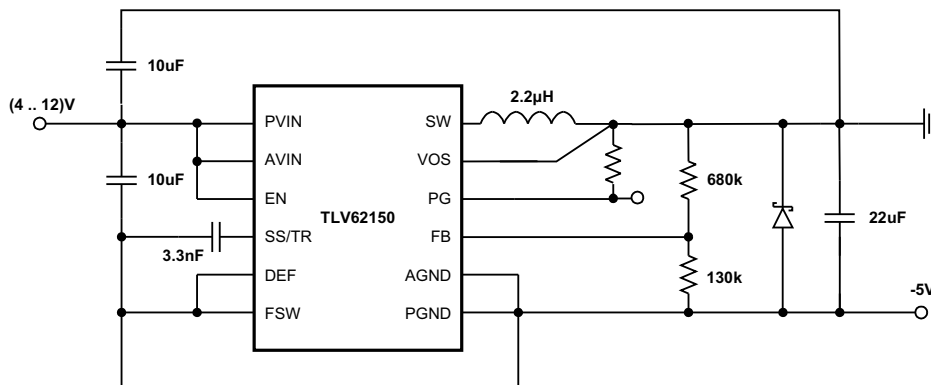 10uF
(4 .. 12)V
10uF
3.3nF
PVIN
AVIN
EN
SS/TR
DEF
FSW
TLV62150
SW
VOS
PG
FB
AGND
PGND
2.2µH
680k
130k
22uF
-5V